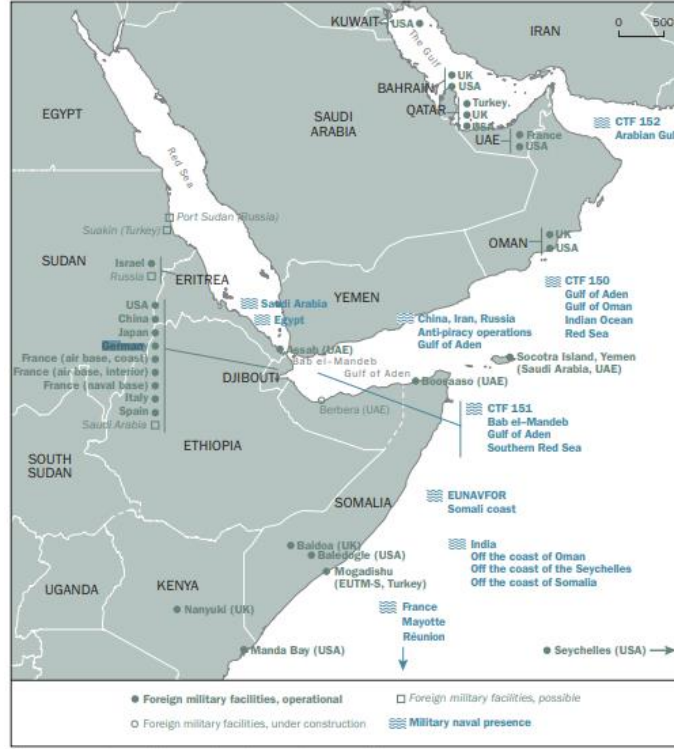 KUWAIT
USA
IRAN
0 500
The Gulf
BAHRAIN
UK
USA
QATAR
Turkey
UK
USA
UAE
France
USA
CTF 152
Arabian Gulf
EGYPT
SAUDI
ARABIA
Red Sea
Port Sudan (Russia)
Suakin (Turkey)
OMAN
UK
USA
SUDAN
Israel
Russia
ERITREA
YEMEN
Saudi Arabia
Egypt
CTF 150
Gulf of Aden
Gulf of Oman
Indian Ocean
Red Sea
China, Iran, Russia
Anti-piracy operations
Gulf of Aden
USA
China
Japan
German
France (air base, coast)
France (air base, interior)
France (naval base)
Italy
Spain
Saudi Arabia
Assab (UAE)
Bab el-Mandeb
Gulf of Aden
DJIBOUTI
Socotra Island, Yemen
(Saudi Arabia, UAE)
Boosaaso (UAE)
Berbera (UAE)
CTF 151
Bab el–Mandeb
Gulf of Aden
Southern Red Sea
ETHIOPIA
SOUTH
SUDAN
SOMALIA
EUNAVFOR
Somali coast
Baidoa (UK)
Baledogle (USA)
Mogadishu
(EUTM-S, Turkey)
India
Off the coast of Oman
Off the coast of the Seychelles
Off the coast of Somalia
UGANDA
KENYA
Nanyuki (UK)
France
Mayotte
Réunion
Manda Bay (USA)
Seychelles (USA)
Foreign military facilities, operational
Foreign military facilities, possible
Foreign military facilities, under construction
Military naval presence